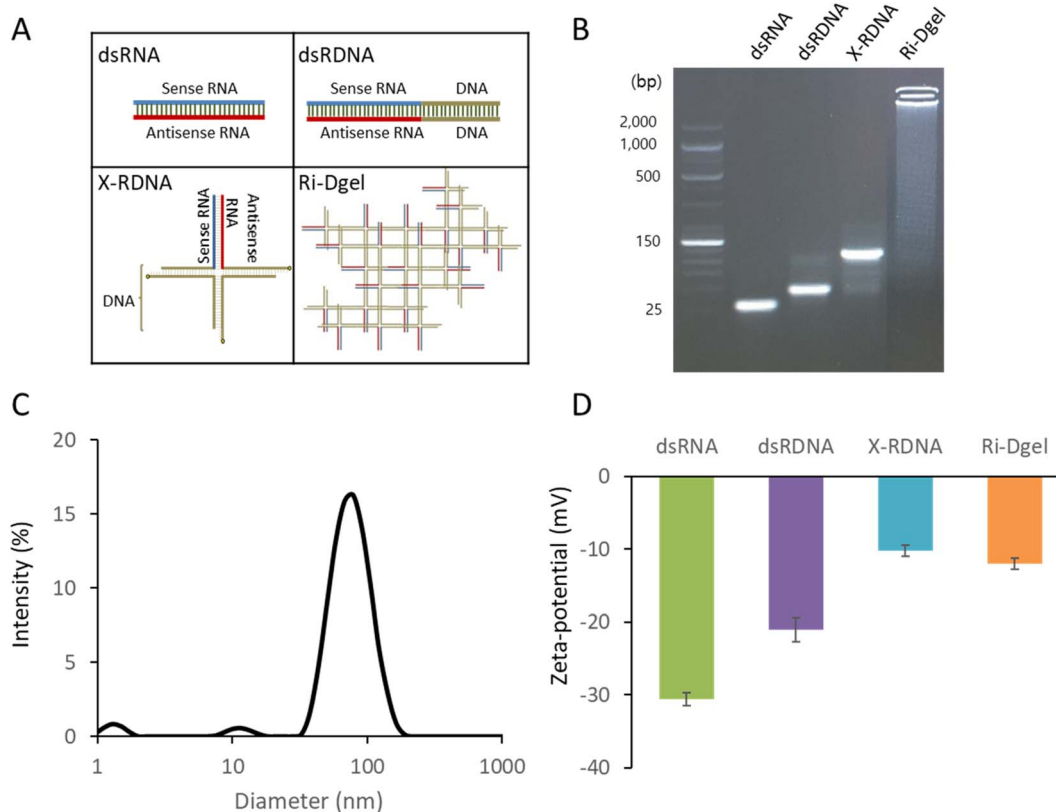 A
dsRNA
Sense RNA
Antisense RNA
dsRDNA
Sense RNA DNA
Antisense RNA DNA
X-RDNA
Sense RNA
Antisense
RNA
DNA
Ri-Dgel
B
dsRNA
dsRDNA
X-RDNA
Ri-Dgel
(bp)
2,000
1,000
500
150
25
C
20
15
10
5
0
1 10 100 1000
Intensity (%)
Diameter (nm)
D
dsRNA dsRDNA X-RDNA Ri-Dgel
0
-10
-20
-30
-40
Zeta-potential (mV)